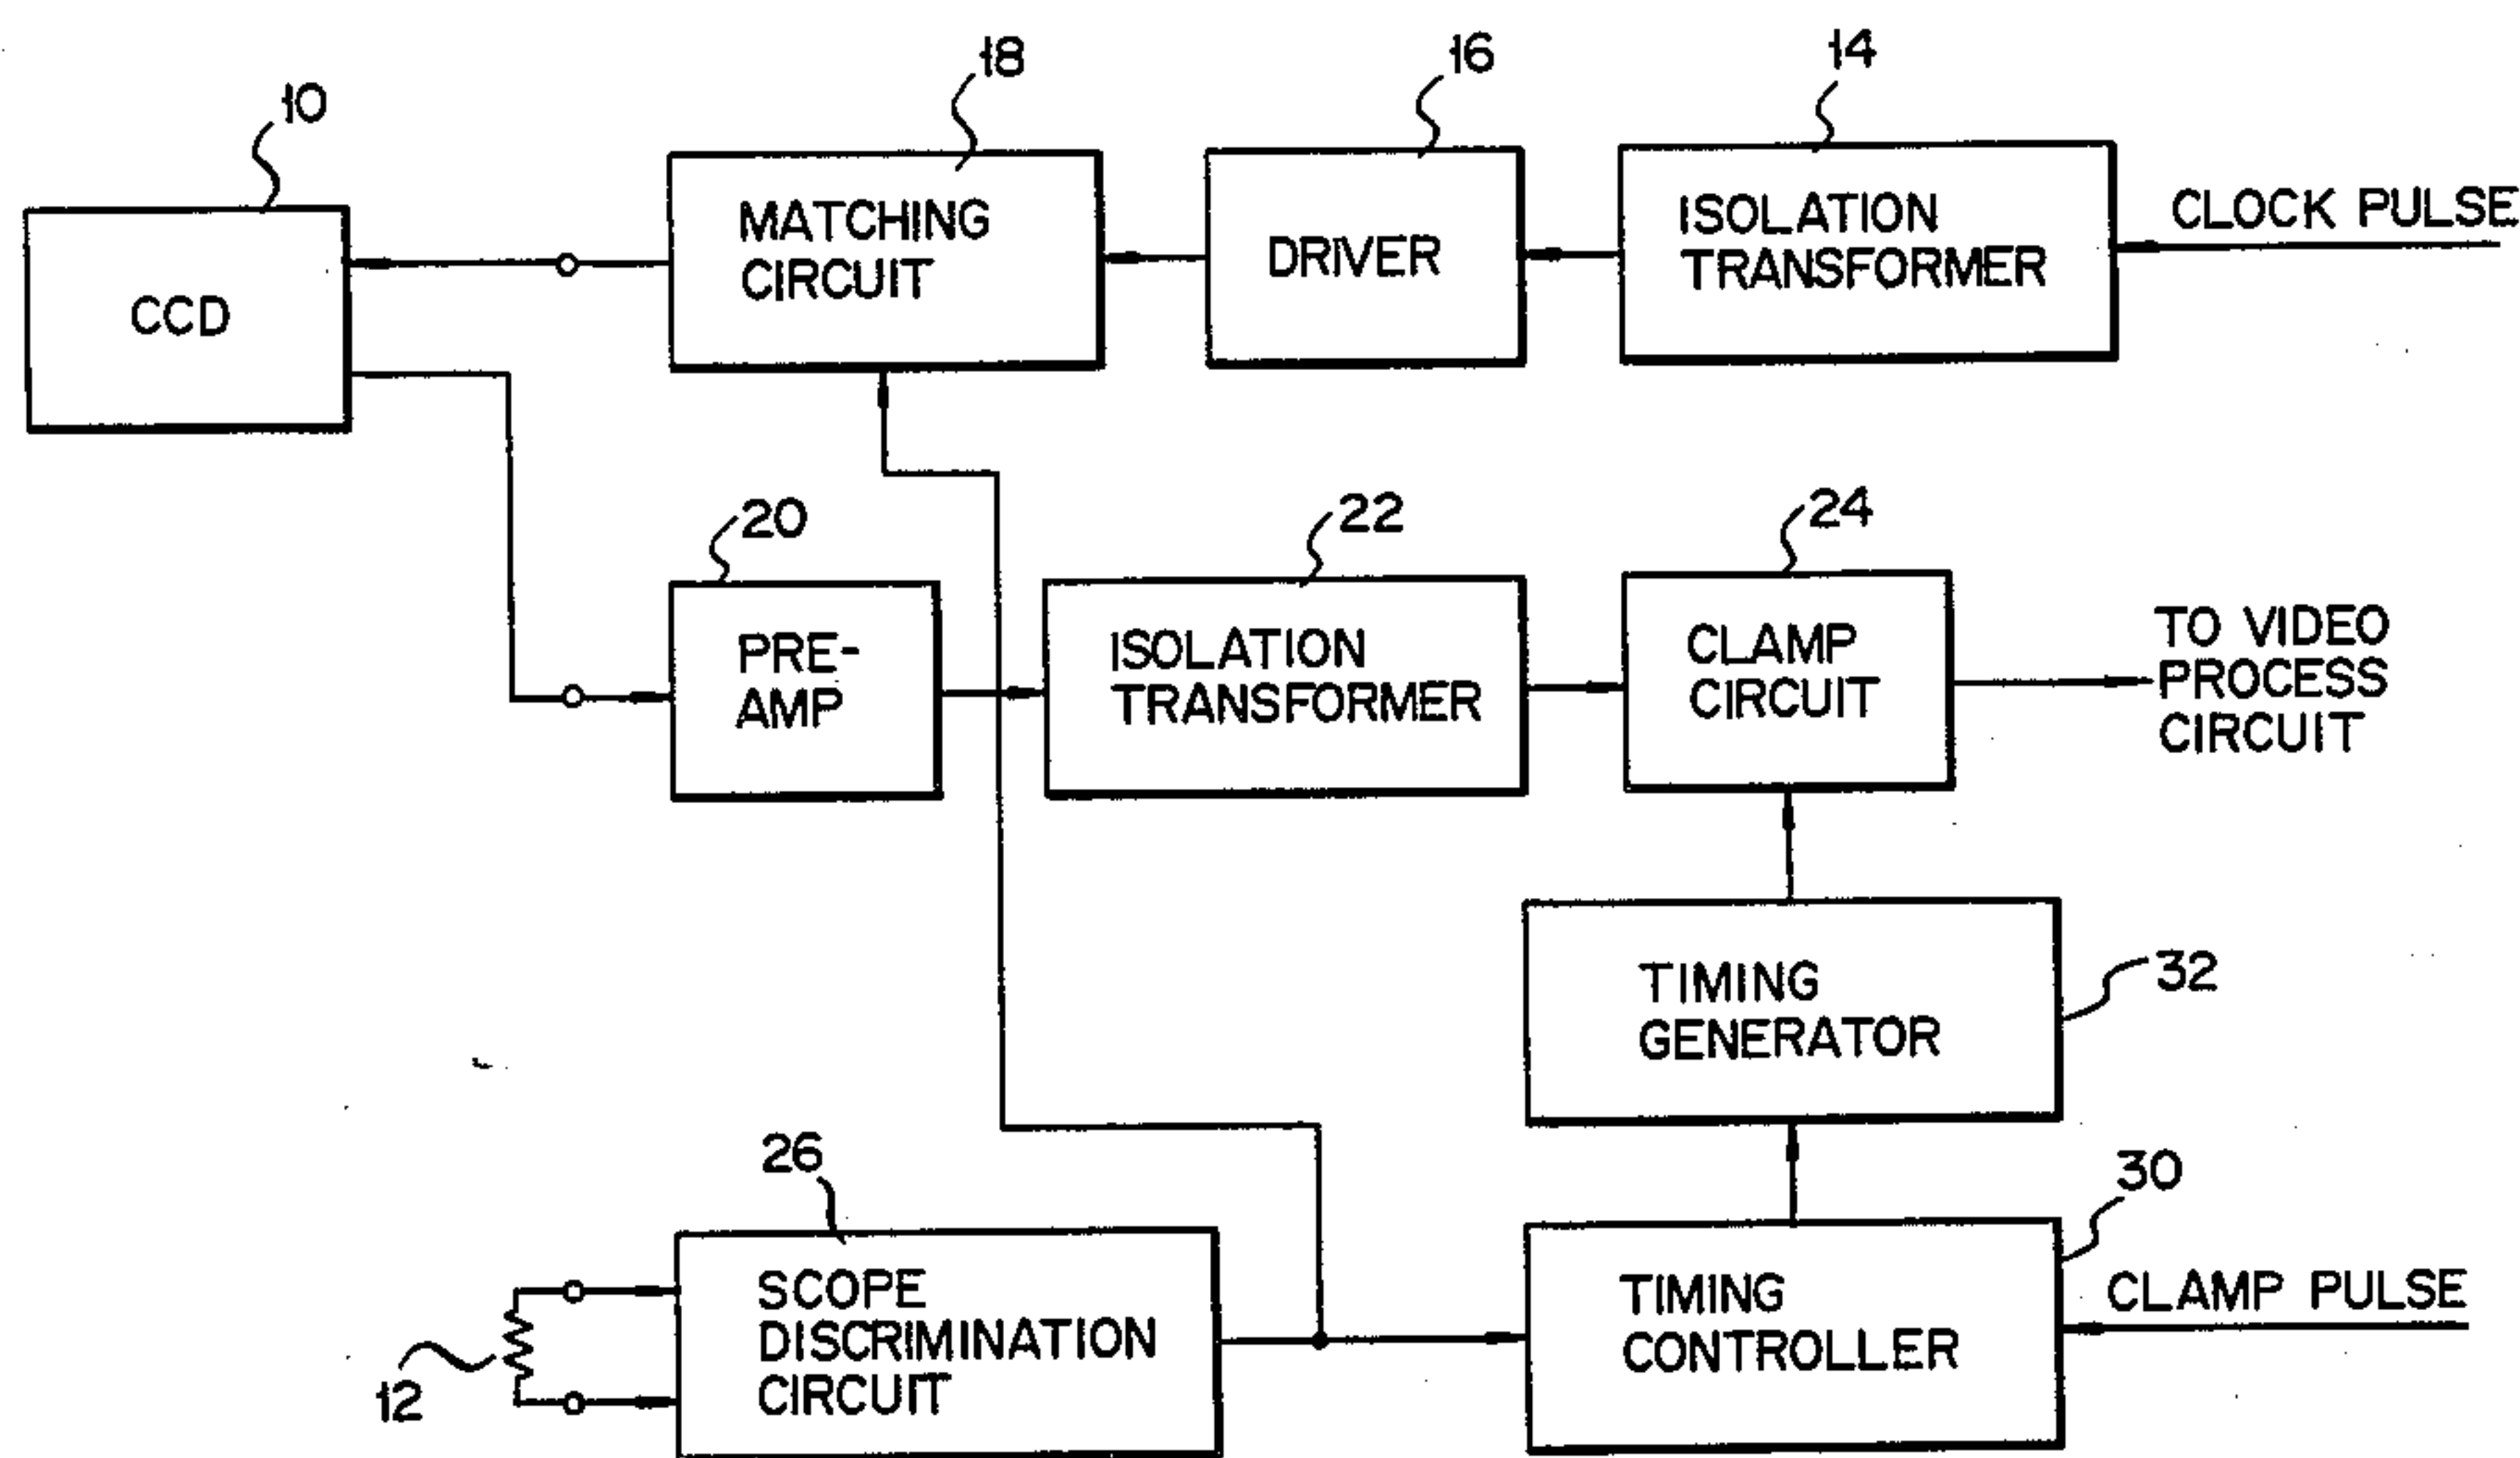 10
18
16
14
CCD
MATCHING
CIRCUIT
DRIVER
ISOLATION
TRANSFORMER
CLOCK PULSE
20
22
24
PRE-
AMP
ISOLATION
TRANSFORMER
CLAMP
CIRCUIT
TO VIDEO
PROCESS
CIRCUIT
TIMING
GENERATOR
32
26
30
12
SCOPE
DISCRIMINATION
CIRCUIT
TIMING
CONTROLLER
CLAMP PULSE